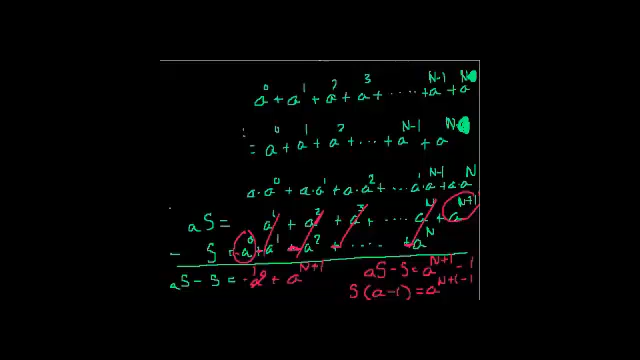 a^0 + a^1 + a^2 + a^3 + ..... + a^{N-1} + a^N
= a^0 + a^1 + a^2 + ... + a^{N-1} + a^N
a·a^0 + a·a^1 + a·a^2 + ... a·a^{N-1} + a·a^N
aS = a^1 + a^2 + a^3 + .... a^N + a^{N+1}
- S = -a^0 + a^1 + a^2 + ...... + a^N
aS - S = + a^{N+1} aS - S = a^{N+1} - 1
S(a-1) = a^{N+1} - 1